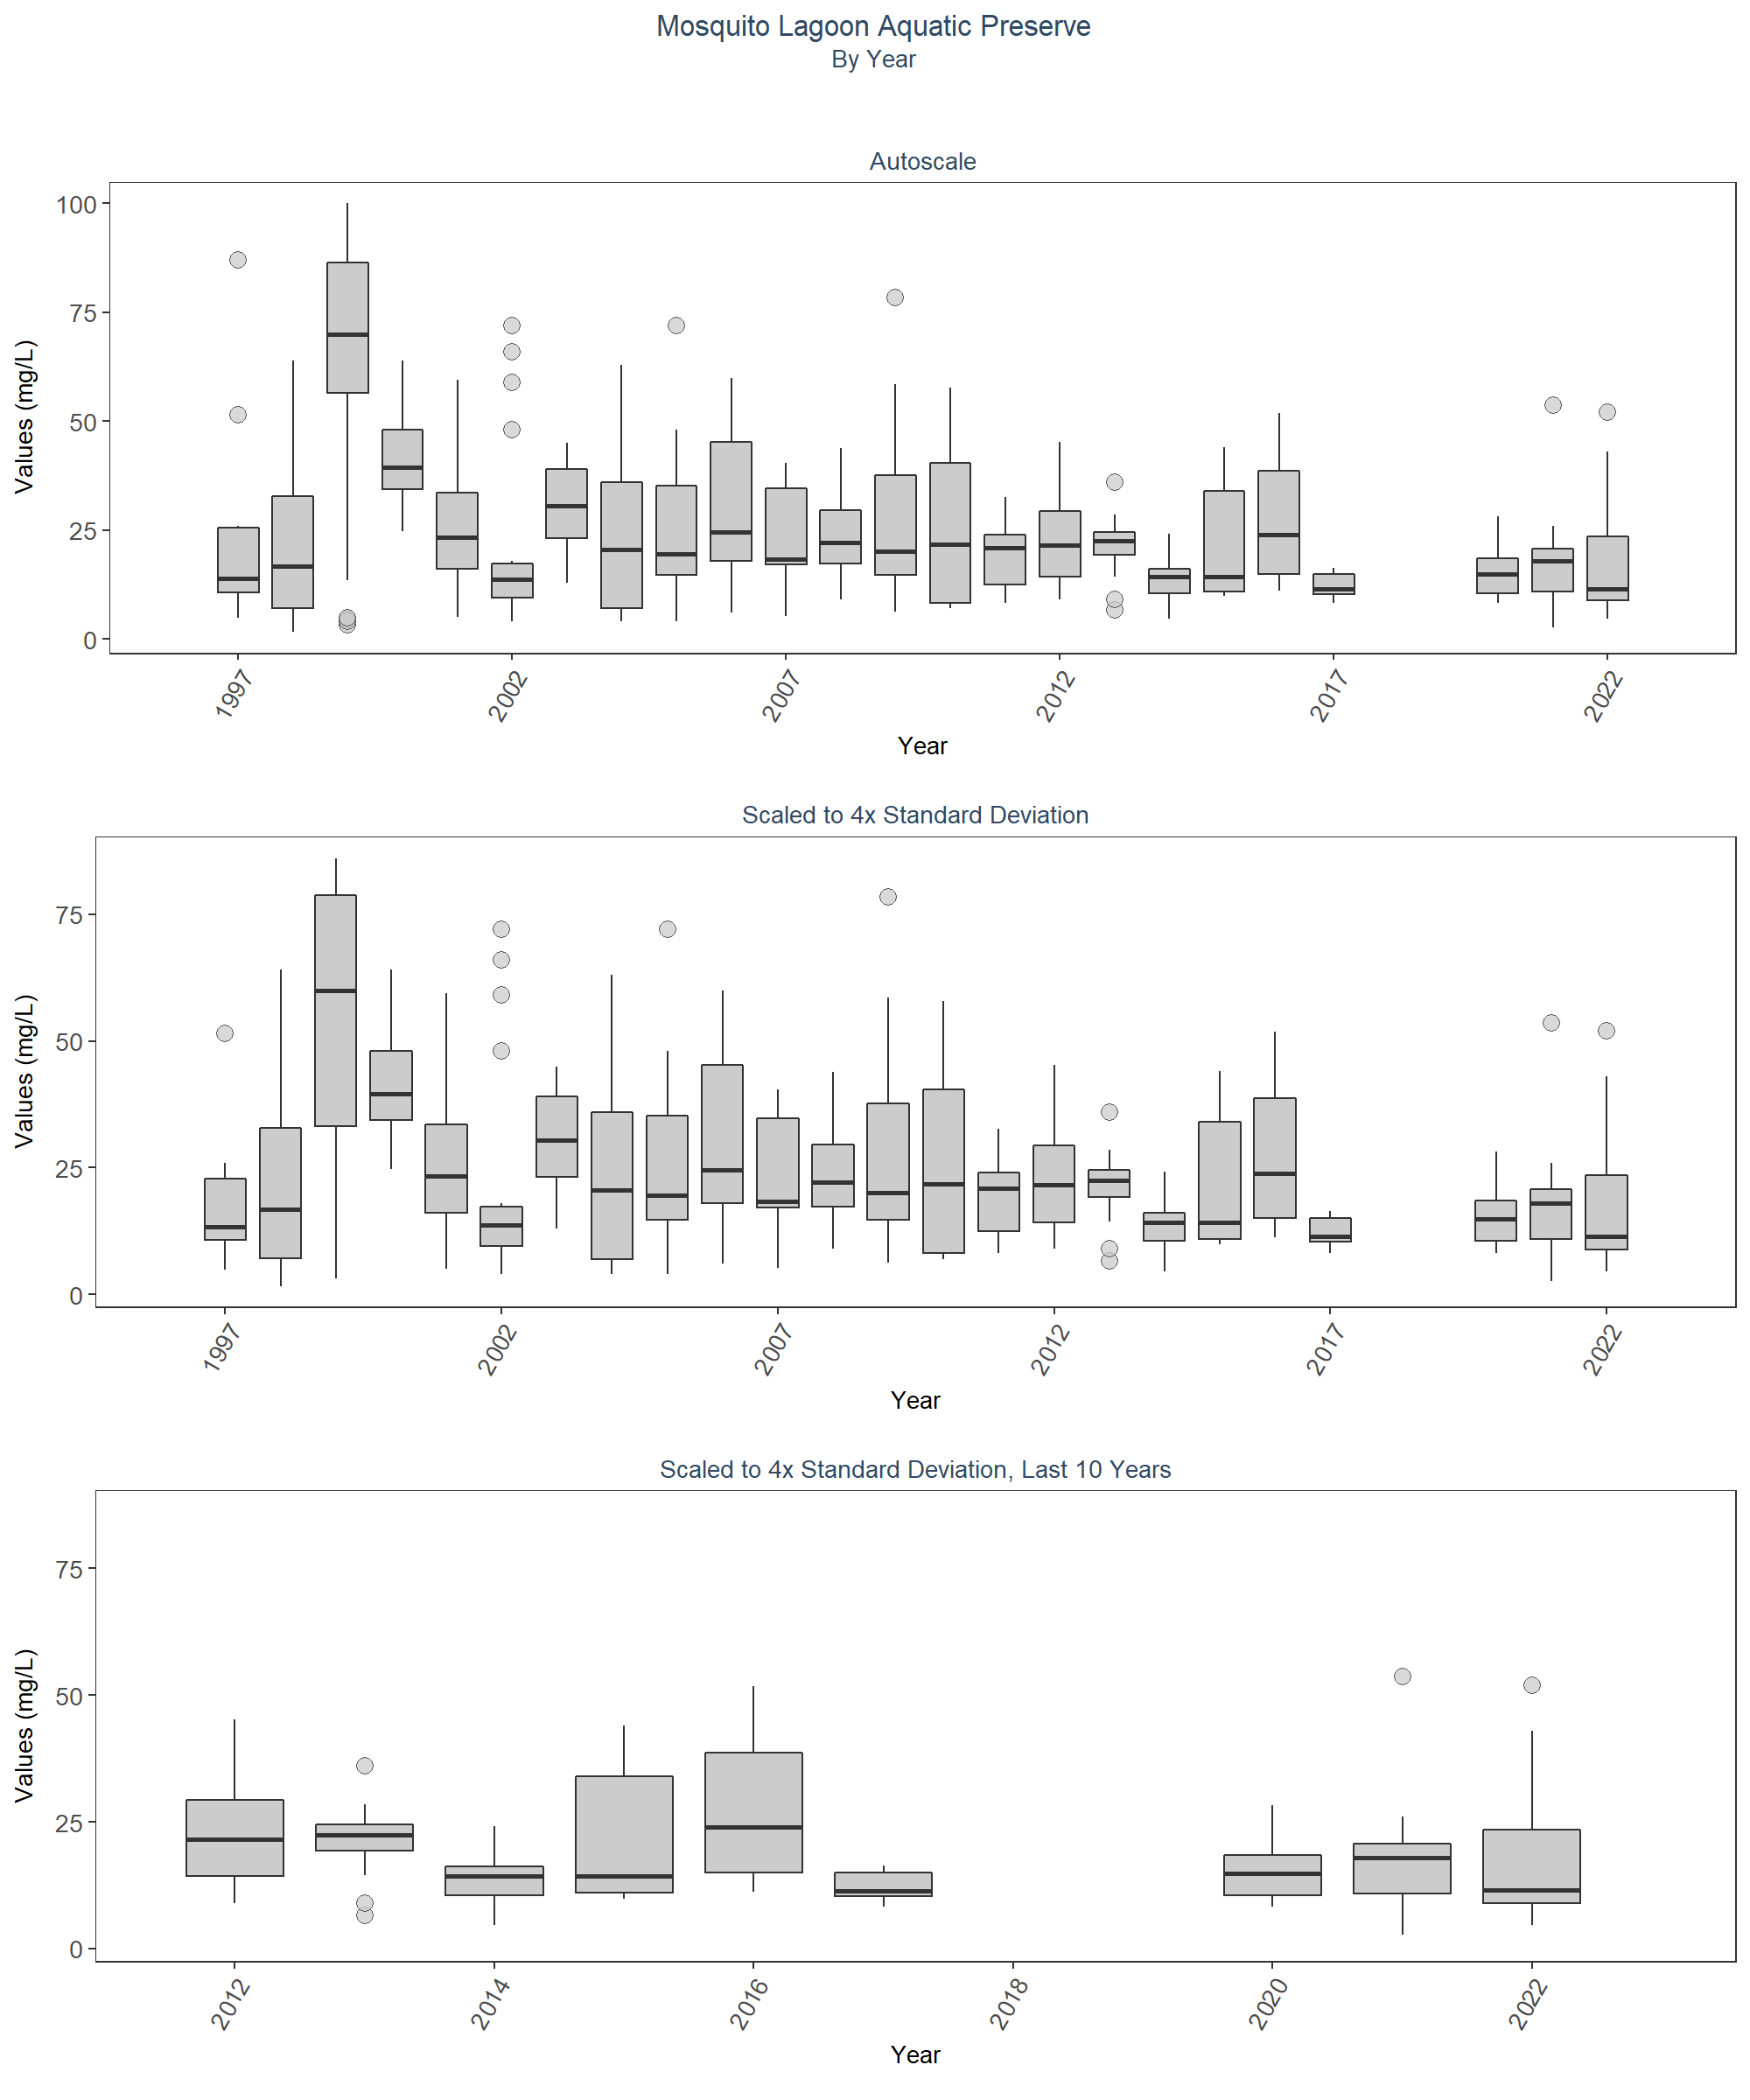 Mosquito Lagoon Aquatic Preserve
By Year
Autoscale
Values (mg/L)
100
75
50
25
0
1997
2002
2007
2012
2017
2022
Year
Scaled to 4x Standard Deviation
Values (mg/L)
75
50
25
0
1997
2002
2007
2012
2017
2022
Year
Scaled to 4x Standard Deviation, Last 10 Years
Values (mg/L)
75
50
25
0
2012
2014
2016
2018
2020
2022
Year